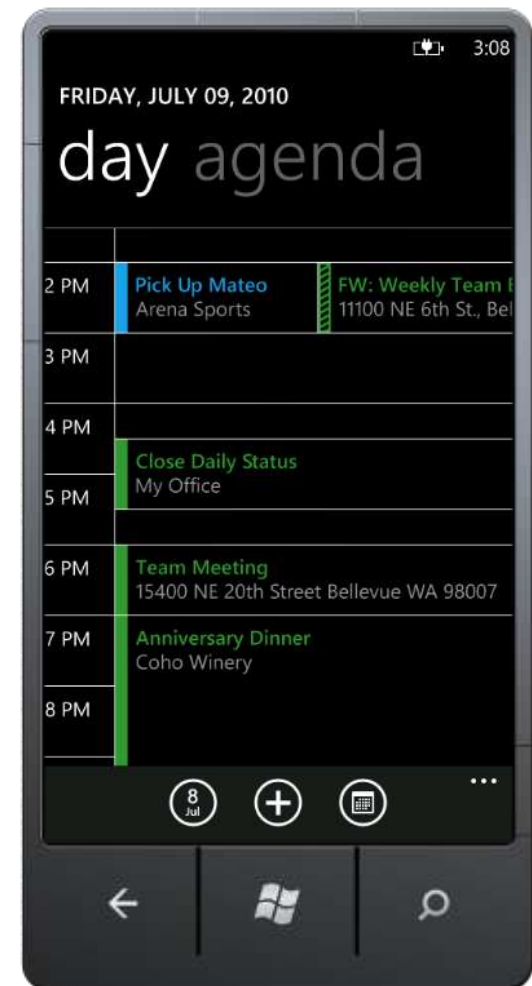 3:08
FRIDAY, JULY 09, 2010
day agenda
2 PM
Pick Up Mateo
Arena Sports
FW: Weekly Team
11100 NE 6th St., Bel
3 PM
4 PM
Close Daily Status
My Office
5 PM
6 PM
Team Meeting
15400 NE 20th Street Bellevue WA 98007
7 PM
Anniversary Dinner
Coho Winery
8 PM
8
Jul